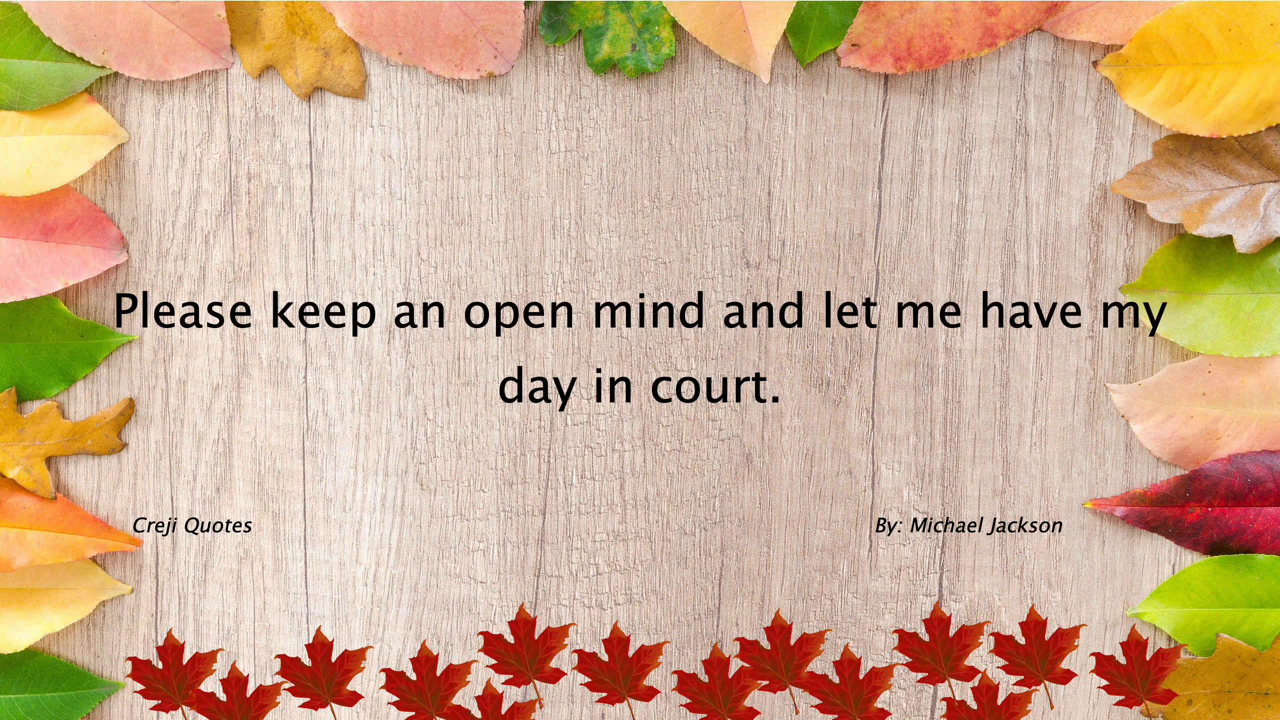 Please keep an open mind and let me have my
day in court.
Creji Quotes
By: Michael Jackson